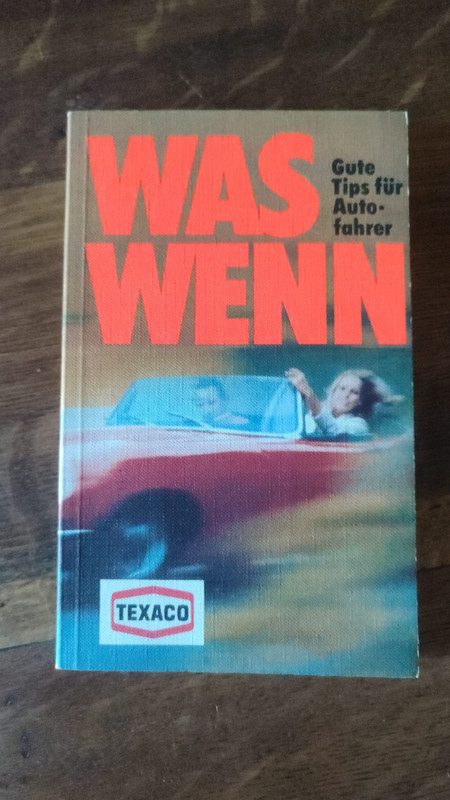 WAS
WENN
Gute
Tips für
Auto-
fahrer
TEXACO